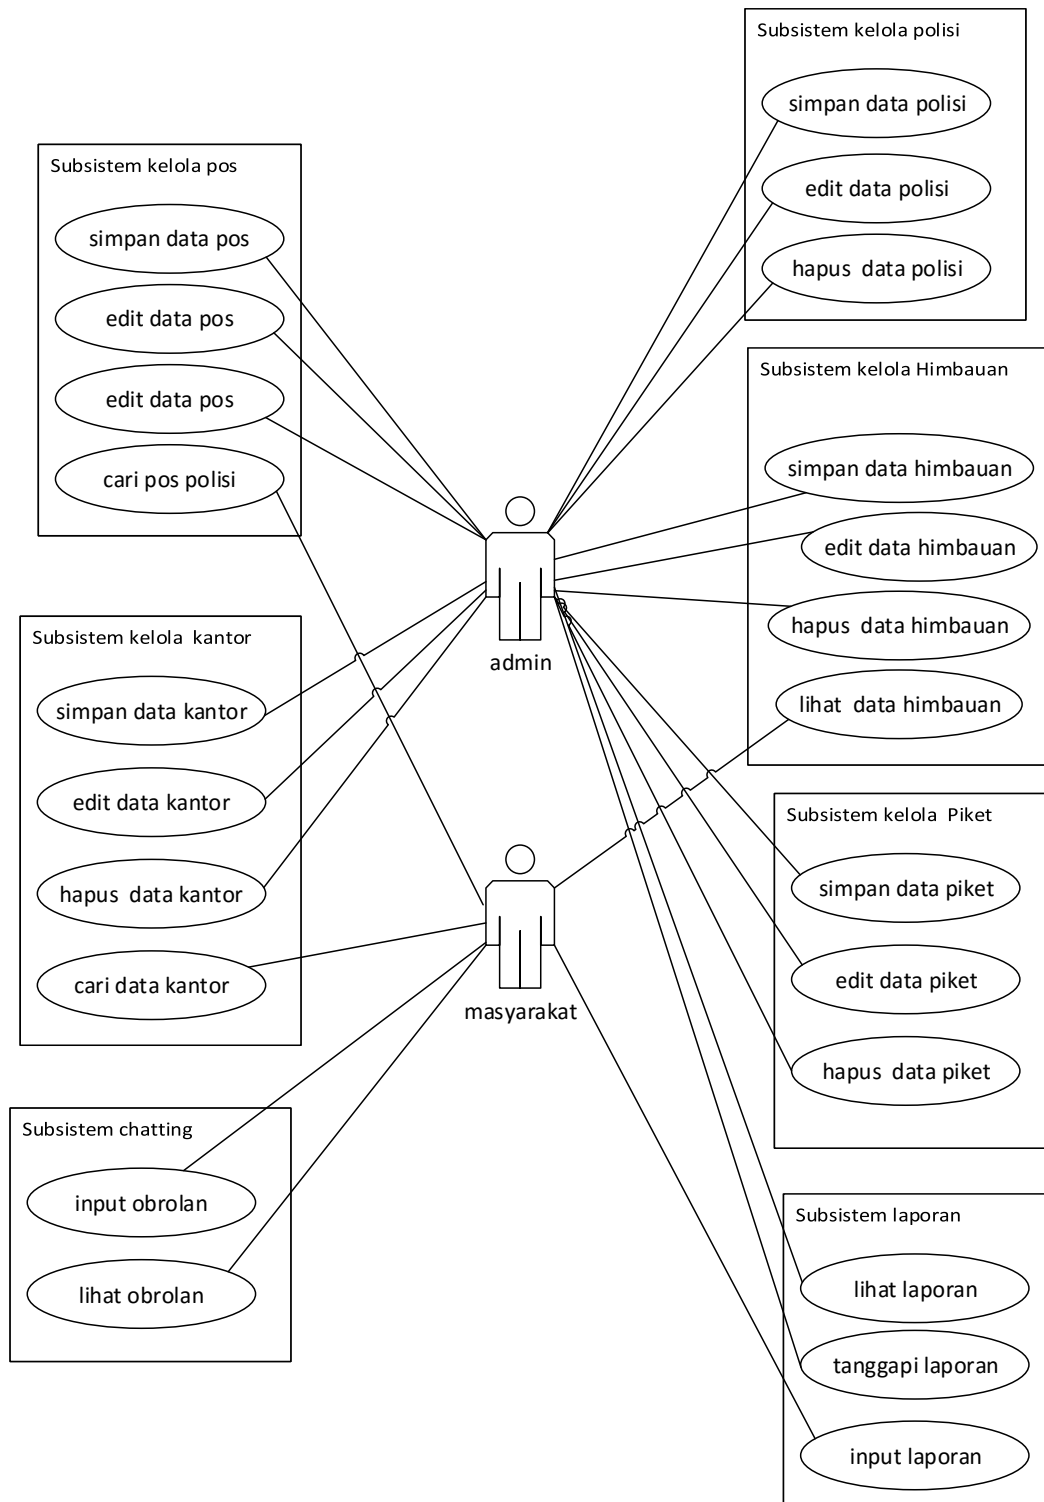 Subsistem kelola polisi
simpan data polisi
edit data polisi
hapus  data polisi
Subsistem kelola pos
simpan data pos
edit data pos
edit data pos
cari pos polisi
Subsistem kelola Himbauan
simpan data himbauan
edit data himbauan
hapus  data himbauan
lihat  data himbauan
admin
Subsistem kelola  kantor
simpan data kantor
edit data kantor
hapus  data kantor
cari data kantor
Subsistem kelola  Piket
simpan data piket
edit data piket
hapus  data piket
masyarakat
Subsistem chatting
input obrolan
lihat obrolan
Subsistem laporan
lihat laporan
tanggapi laporan
input laporan